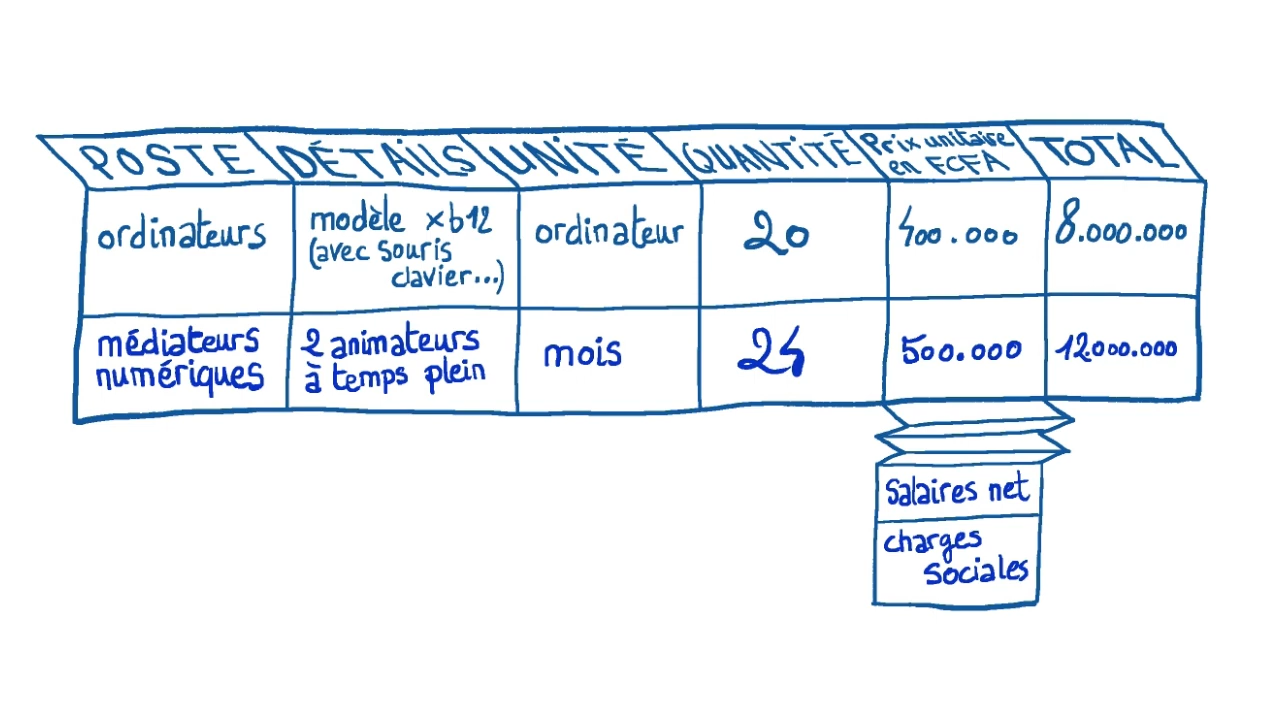 POSTE DÉTAILS UNITÉ QUANTITÉ Prix unitaire en FCFA TOTAL
ordinateurs modèle xb12 (avec souris clavier...) ordinateur 20 400.000 8.000.000
médiateurs numériques 2 animateurs à temps plein mois 24 500.000 12.000.000
Salaires net
charges
sociales